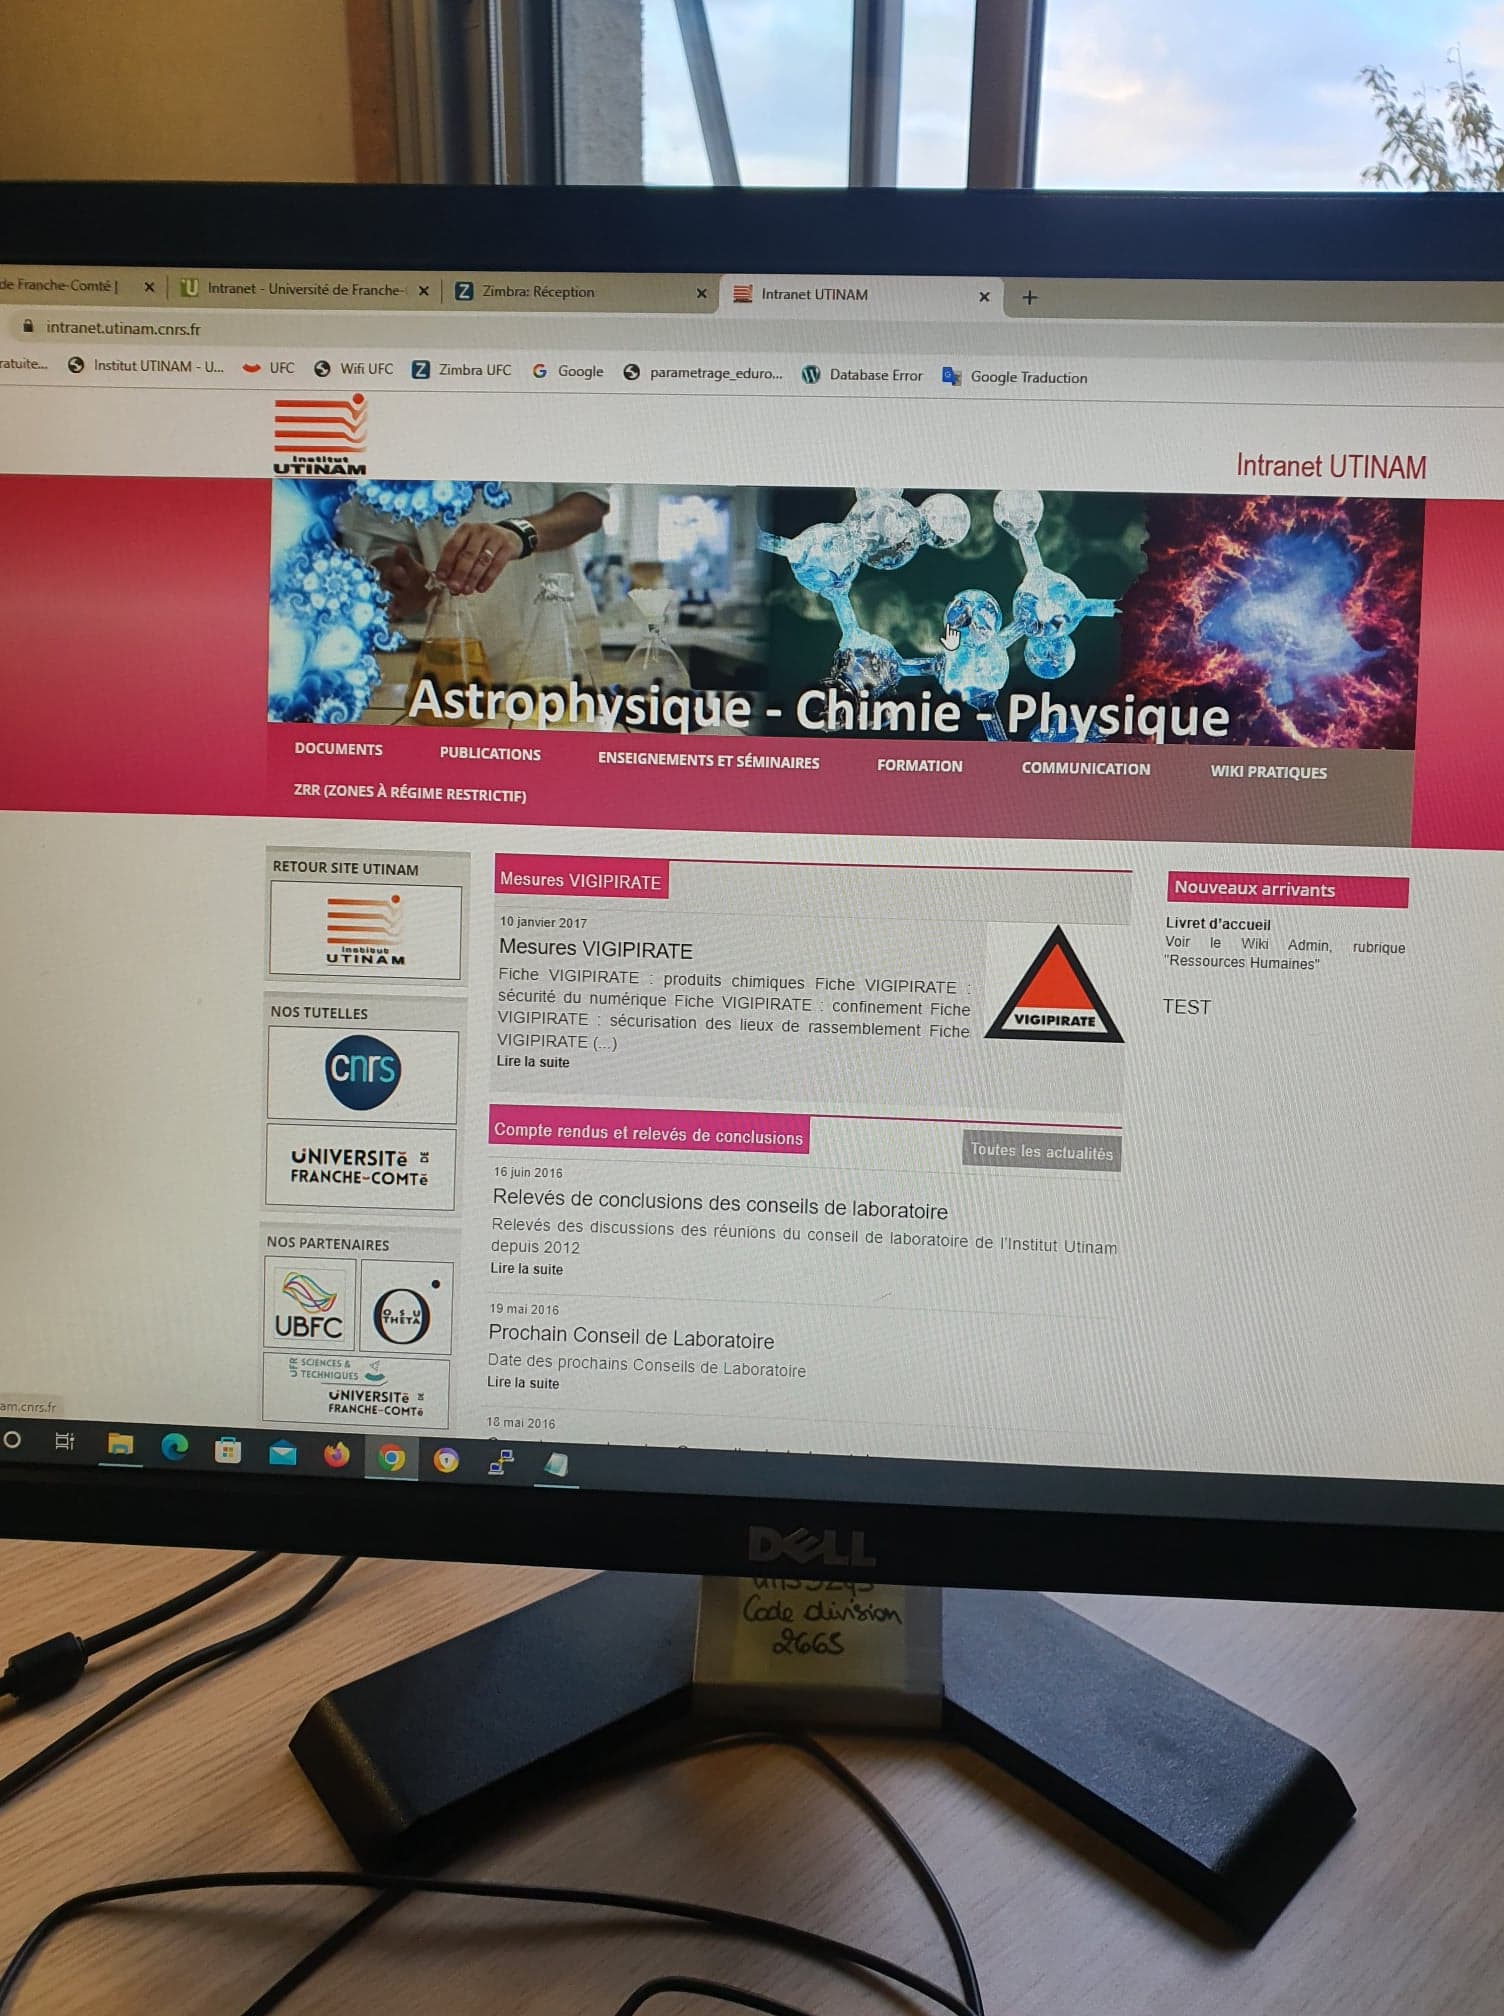 de Franche-Comté |
Intranet - Université de Franche-
Zimbra: Réception
Intranet UTINAM
intranet.utinam.cnrs.fr
ratuite...
Institut UTINAM - U...
UFC
Wifi UFC
Zimbra UFC
Google
parametrage_eduro...
Database Error
Google Traduction
Institut
UTINAM
Intranet UTINAM
Astrophysique - Chimie - Physique
DOCUMENTS
PUBLICATIONS
ENSEIGNEMENTS ET SÉMINAIRES
FORMATION
COMMUNICATION
WIKI PRATIQUES
ZRR (ZONES À RÉGIME RESTRICTIF)
RETOUR SITE UTINAM
Institut
UTINAM
NOS TUTELLES
cnrs
UNIVERSITĒ DE
FRANCHE-COMTĒ
NOS PARTENAIRES
UBFC
OSU
THETA
UFR SCIENCES &
TECHNIQUES
UNIVERSITĒ DE
FRANCHE-COMTĒ
Mesures VIGIPIRATE
10 janvier 2017
Mesures VIGIPIRATE
Fiche VIGIPIRATE : produits chimiques Fiche VIGIPIRATE :
sécurité du numérique Fiche VIGIPIRATE : confinement Fiche
VIGIPIRATE : sécurisation des lieux de rassemblement Fiche
VIGIPIRATE (...)
Lire la suite
VIGIPIRATE
Compte rendus et relevés de conclusions
Toutes les actualités
16 juin 2016
Relevés de conclusions des conseils de laboratoire
Relevés des discussions des réunions du conseil de laboratoire de l'Institut Utinam
depuis 2012
Lire la suite
19 mai 2016
Prochain Conseil de Laboratoire
Date des prochains Conseils de Laboratoire
Lire la suite
18 mai 2016
Nouveaux arrivants
Livret d'accueil
Voir le Wiki Admin, rubrique
"Ressources Humaines"
TEST
am.cnrs.fr
DELL
Code division
2665